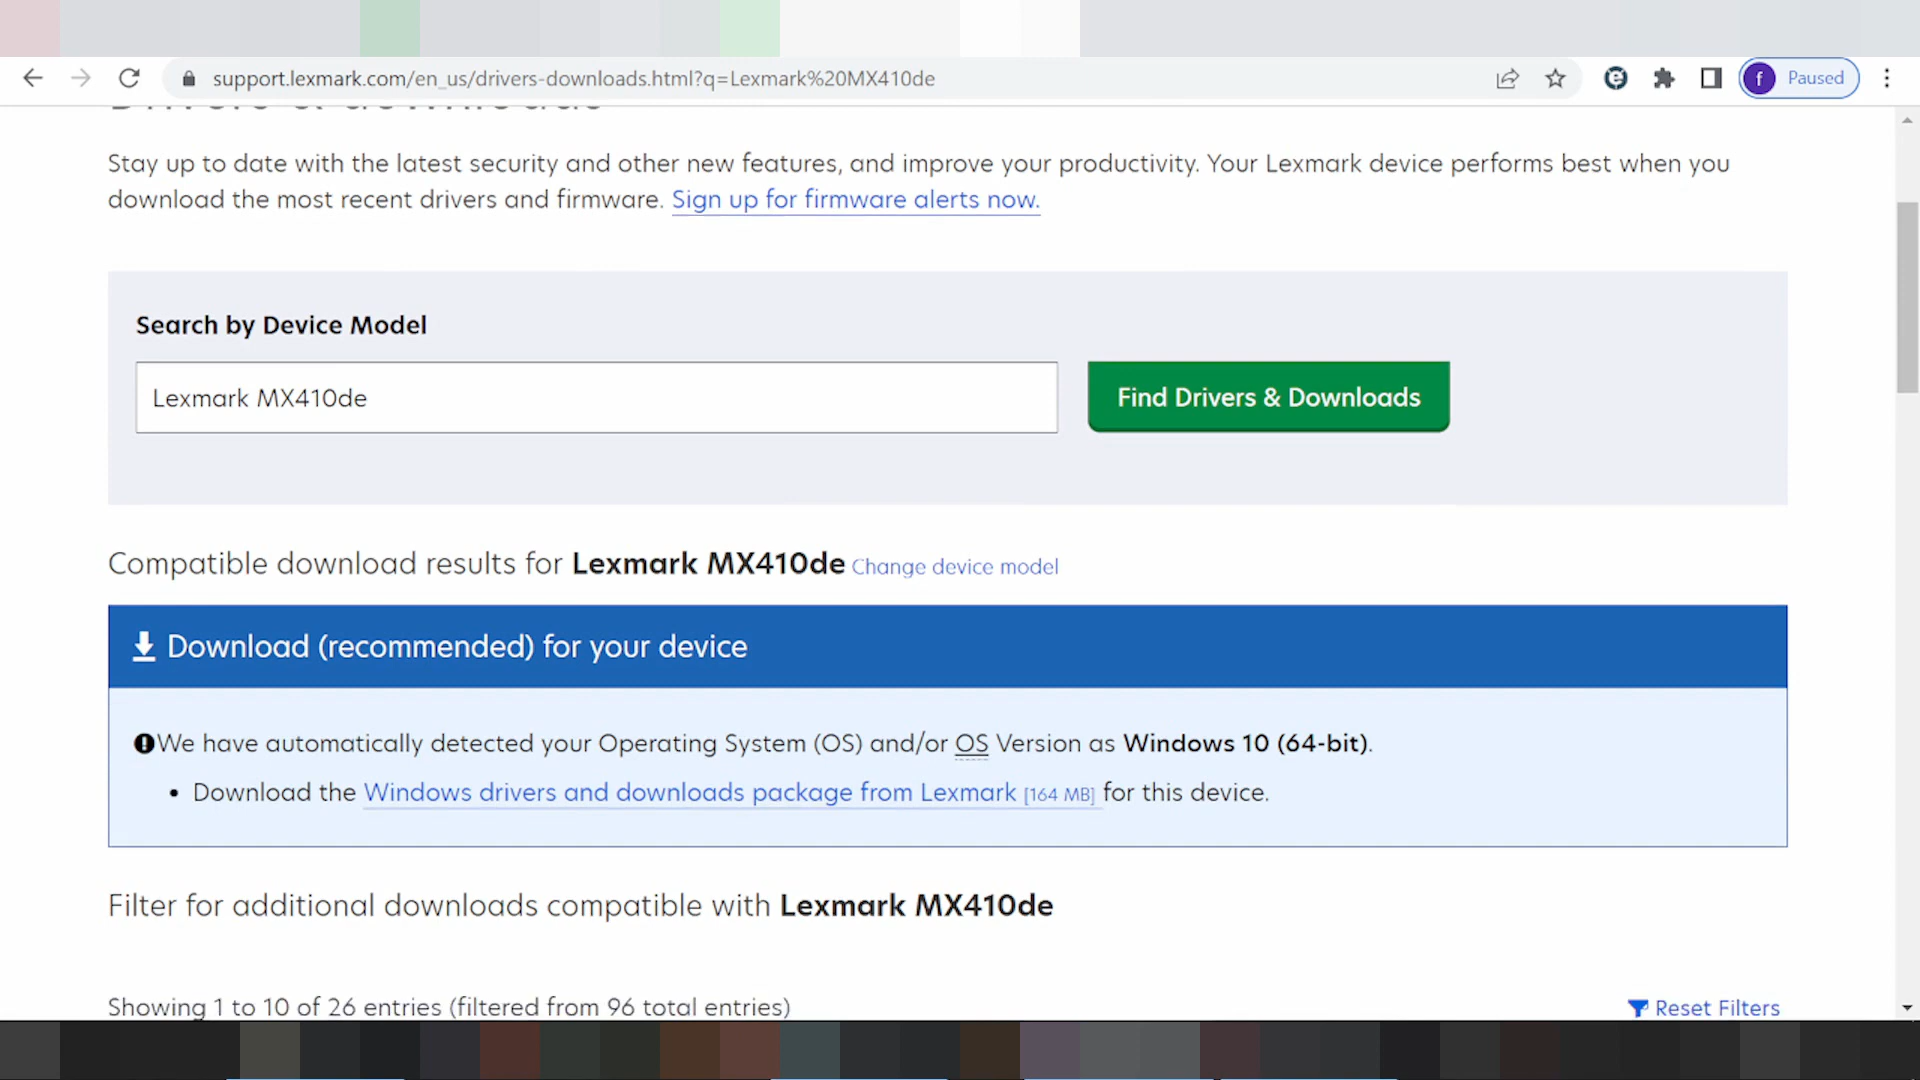 support.lexmark.com/en_us/drivers-downloads.html?q=Lexmark%20MX410de
f Paused
Stay up to date with the latest security and other new features, and improve your productivity. Your Lexmark device performs best when you
download the most recent drivers and firmware. Sign up for firmware alerts now.
Search by Device Model
Lexmark MX410de
Find Drivers & Downloads
Compatible download results for Lexmark MX410de Change device model
Download (recommended) for your device
We have automatically detected your Operating System (OS) and/or OS Version as Windows 10 (64-bit).
• Download the Windows drivers and downloads package from Lexmark [164 MB] for this device.
Filter for additional downloads compatible with Lexmark MX410de
Showing 1 to 10 of 26 entries (filtered from 96 total entries)
Reset Filters